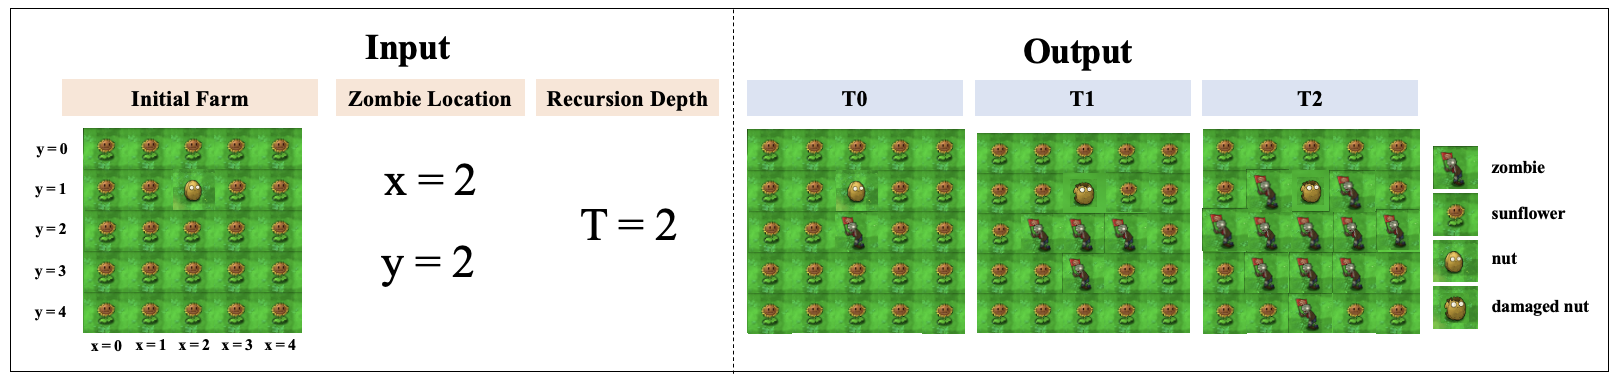 Input
Output
Initial Farm
Zombie Location
Recursion Depth
T0
T1
T2
y = 0
y = 1
y = 2
y = 3
y = 4
x = 0 x = 1 x = 2 x = 3 x = 4
x = 2
y = 2
T = 2
zombie
sunflower
nut
damaged nut